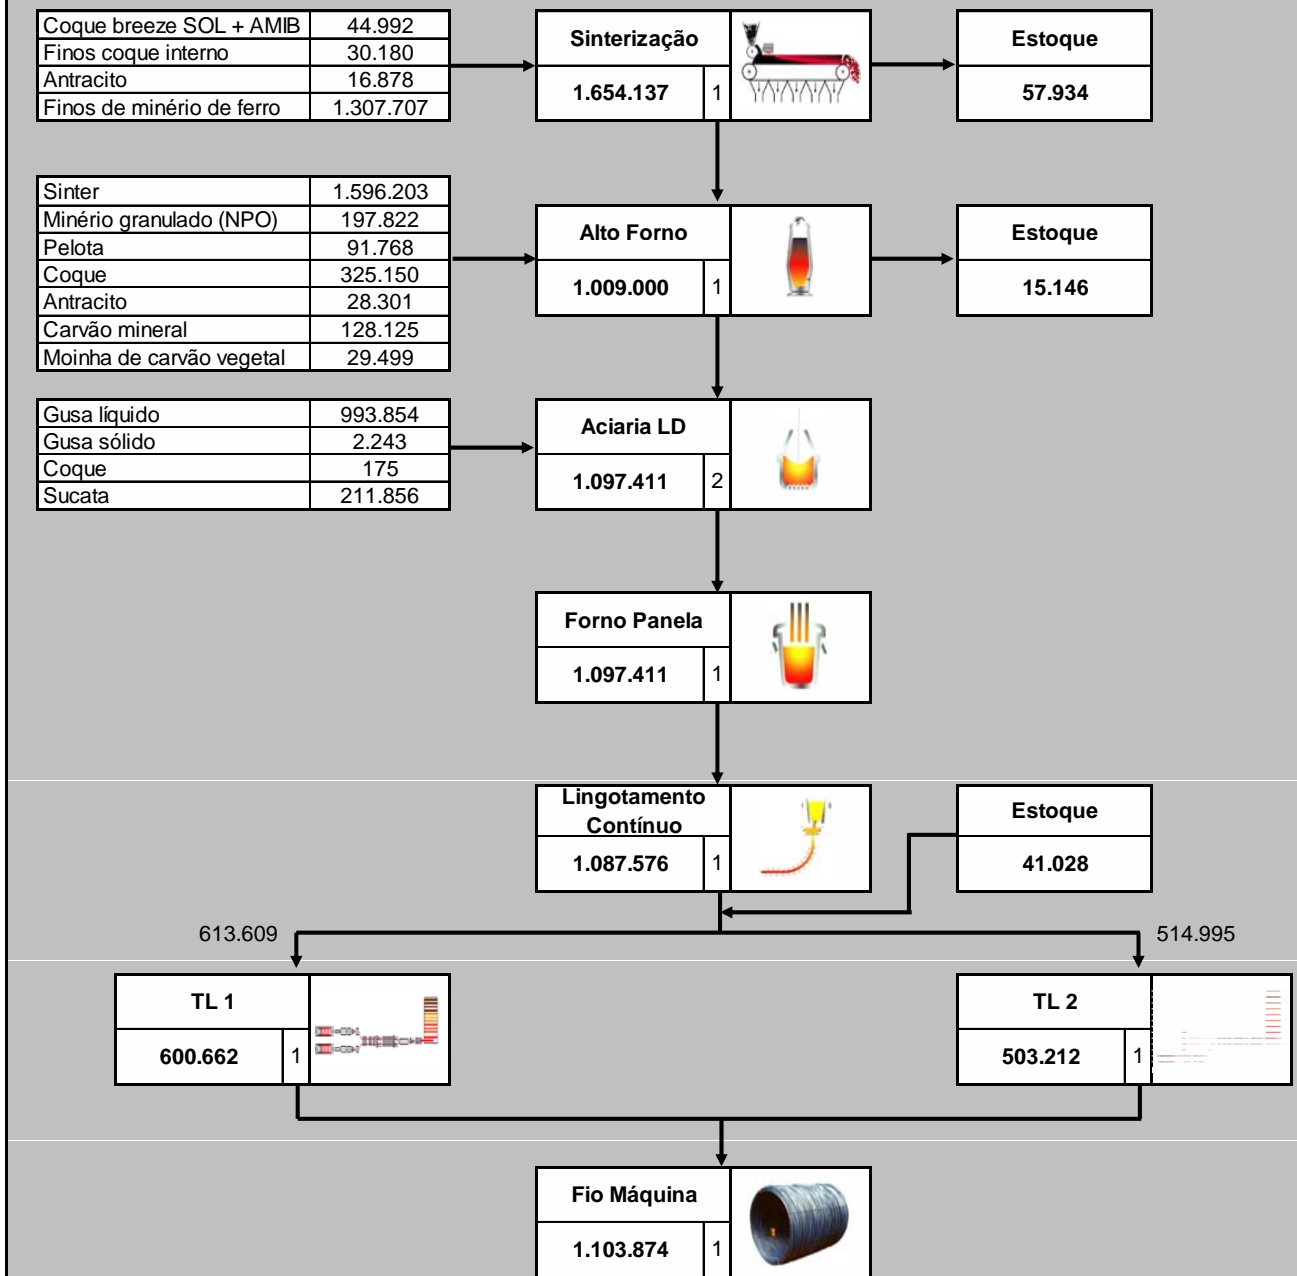 Coque breeze SOL + AMIB 44.992
Finos coque interno 30.180
Antracito 16.878
Finos de minério de ferro 1.307.707
Sinterização
1.654.137 1
Estoque
57.934
Sinter 1.596.203
Minério granulado (NPO) 197.822
Pelota 91.768
Coque 325.150
Antracito 28.301
Carvão mineral 128.125
Moinha de carvão vegetal 29.499
Alto Forno
1.009.000 1
Estoque
15.146
Gusa líquido 993.854
Gusa sólido 2.243
Coque 175
Sucata 211.856
Aciaria LD
1.097.411 2
Forno Panela
1.097.411 1
Lingotamento
Contínuo
1.087.576 1
Estoque
41.028
613.609
514.995
TL 1
600.662 1
TL 2
503.212 1
Fio Máquina
1.103.874 1